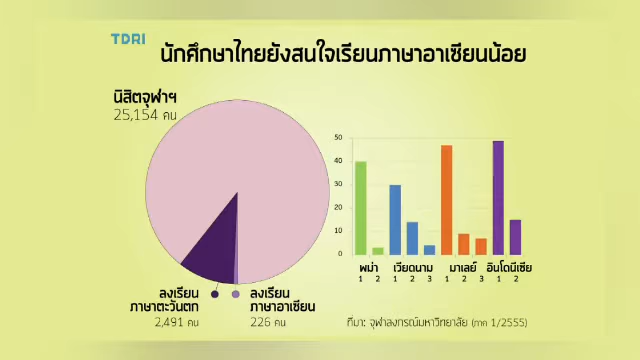 TDRI
นักศึกษาไทยยังสนใจเรียนภาษาอาเซียนน้อย
นิสิตจุฬาฯ
25,154 คน
50
40
30
20
10
0
พม่า เวียดนาม มาเลย์ อินโดนีเซีย
1 2 1 2 3 1 2 3 1 2
ลงเรียน
ภาษาตะวันตก
2,491 คน
ลงเรียน
ภาษาอาเซียน
226 คน
ที่มา: จุฬาลงกรณ์มหาวิทยาลัย (ภาค 1/2555)